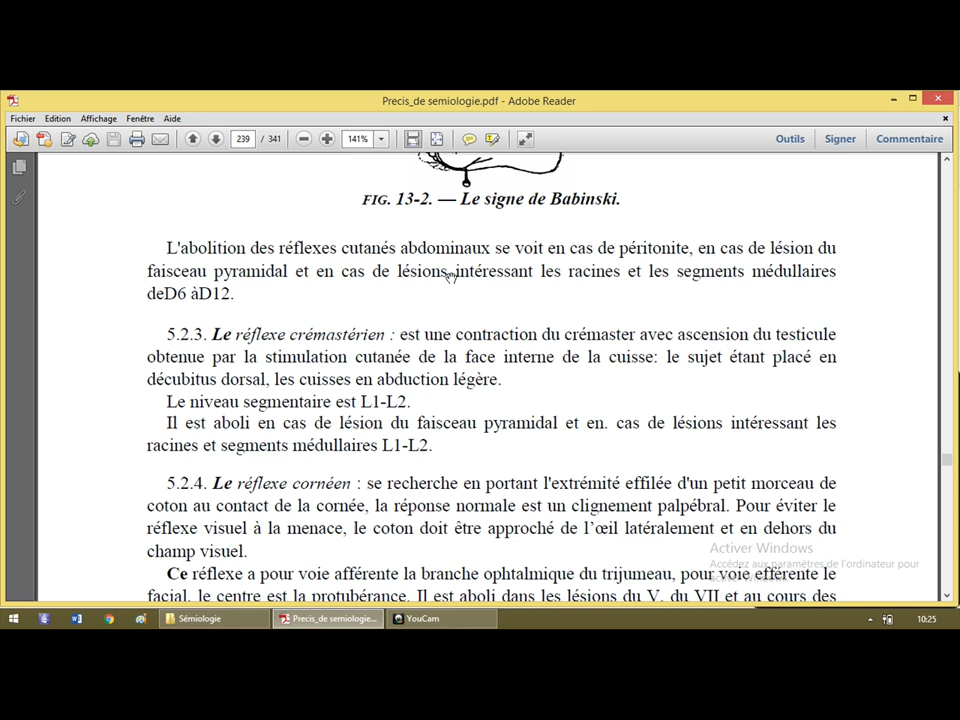 Precis_de semiologie.pdf - Adobe Reader
Fichier Edition Affichage Fenêtre Aide
239 / 341 141% Outils Signer Commentaire
FIG. 13-2. — Le signe de Babinski.
L'abolition des réflexes cutanés abdominaux se voit en cas de péritonite, en cas de lésion du
faisceau pyramidal et en cas de lésions intéressant les racines et les segments médullaires
deD6 àD12.
5.2.3. Le réflexe crémastérien : est une contraction du crémaster avec ascension du testicule
obtenue par la stimulation cutanée de la face interne de la cuisse: le sujet étant placé en
décubitus dorsal, les cuisses en abduction légère.
Le niveau segmentaire est L1-L2.
Il est aboli en cas de lésion du faisceau pyramidal et en. cas de lésions intéressant les
racines et segments médullaires L1-L2.
5.2.4. Le réflexe cornéen : se recherche en portant l'extrémité effilée d'un petit morceau de
coton au contact de la cornée, la réponse normale est un clignement palpébral. Pour éviter le
réflexe visuel à la menace, le coton doit être approché de l’œil latéralement et en dehors du
champ visuel.
Activer Windows
Accédez aux paramètres de l'ordinateur pour
activer Windows.
Ce réflexe a pour voie afférente la branche ophtalmique du trijumeau, pour voie efférente le
facial, le centre est la protubérance. Il est aboli dans les lésions du V, du VII et au cours des
Sémiologie Precis_de semiologie... YouCam 10:25